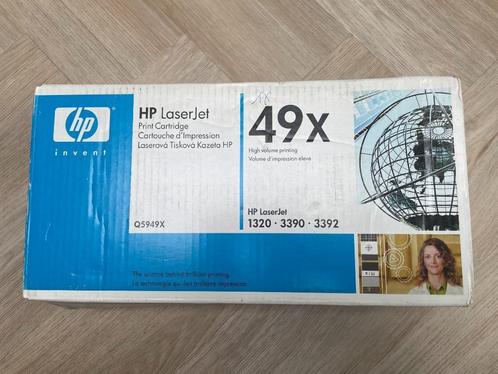 hp
invent
HP LaserJet
Print Cartridge
Cartouche d'Impression
Laserová Tisková Kazeta HP
Q5949X
49X
High volume printing
Volume d'impression élevé
HP LaserJet
1320 · 3390 · 3392
The science behind brilliant printing.
La technologie qui fait toute impression.